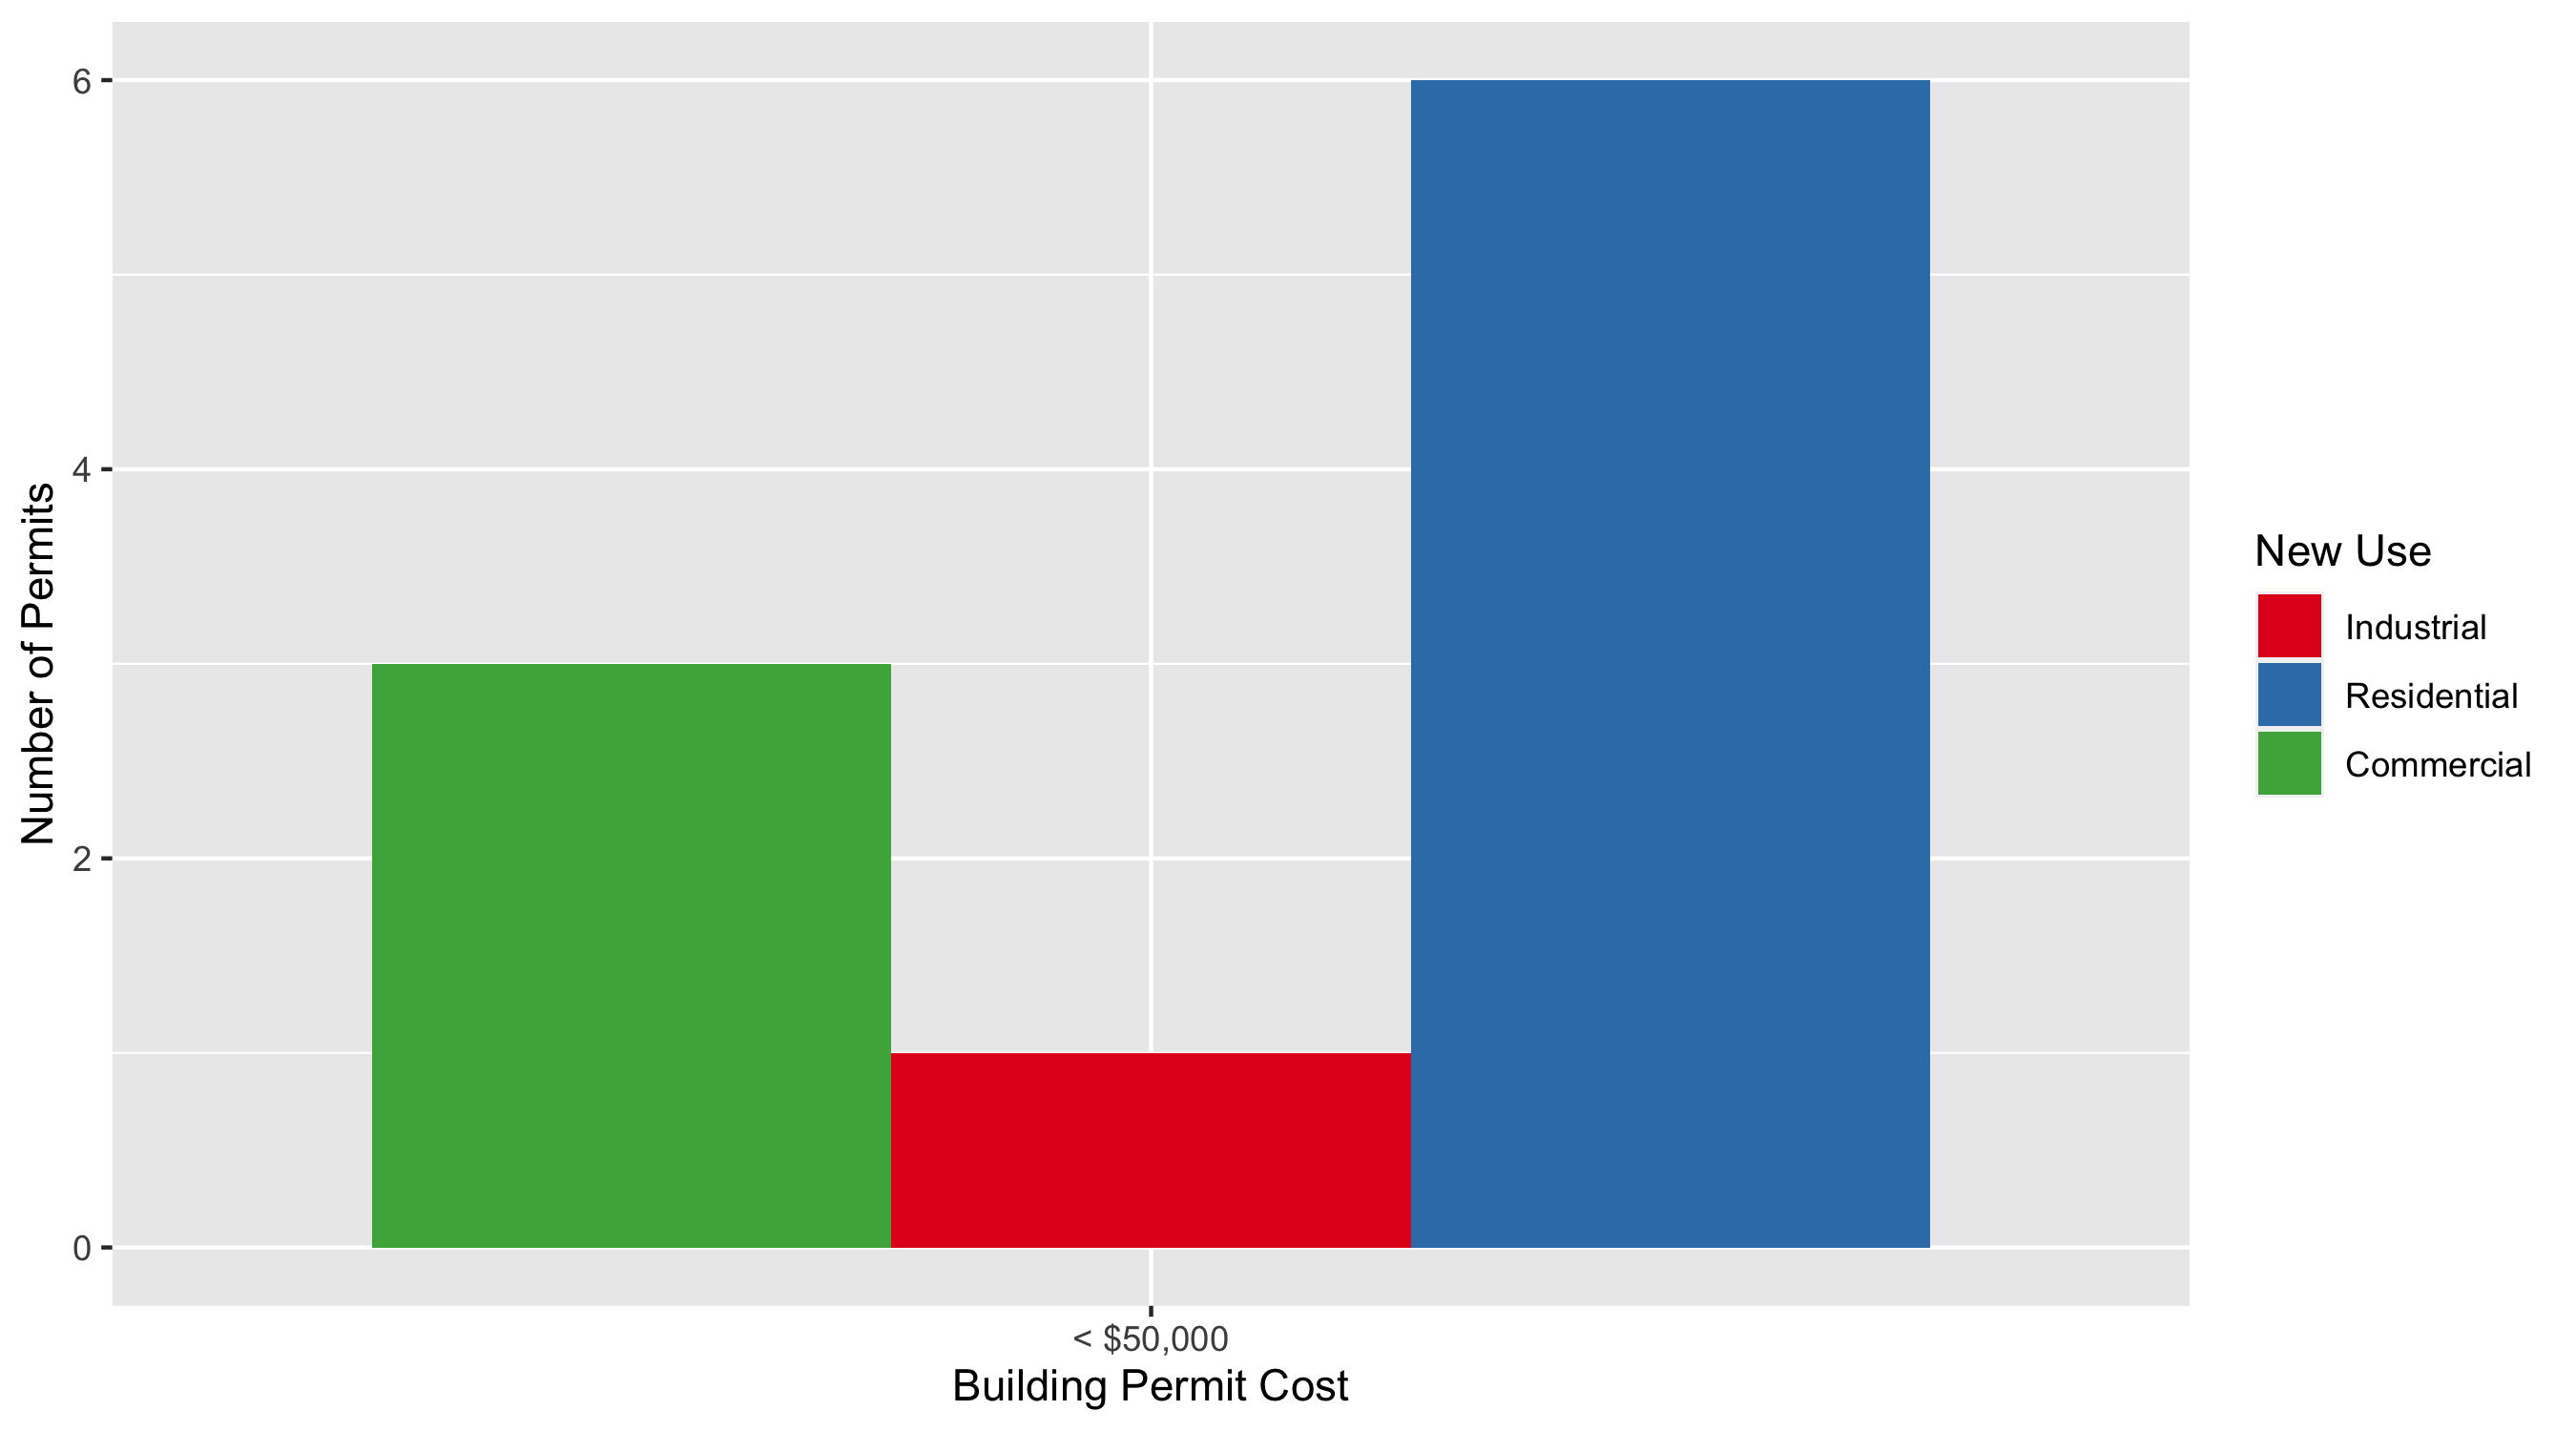 Number of Permits
6
4
2
0
< $50,000
Building Permit Cost
New Use
Industrial
Residential
Commercial